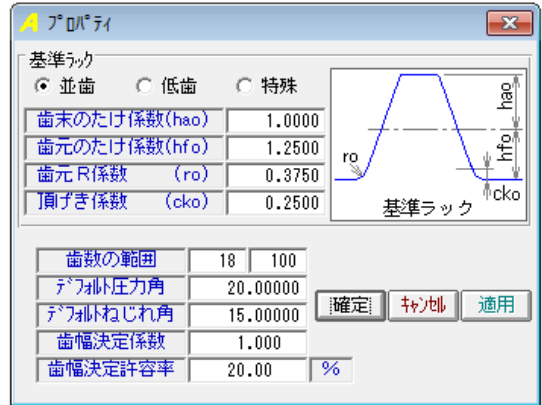 プロパティ
基準ラック
並歯 低歯 特殊
歯末のたけ係数(hao) 1.0000
歯元のたけ係数(hfo) 1.2500
歯元R係数 (ro) 0.3750
頂げき係数 (cko) 0.2500
hao
hfo
ro
cko
基準ラック
歯数の範囲 18 100
デフォルト圧力角 20.00000
デフォルトねじれ角 15.00000
歯幅決定係数 1.000
歯幅決定許容率 20.00 %
確定 キャンセル 適用